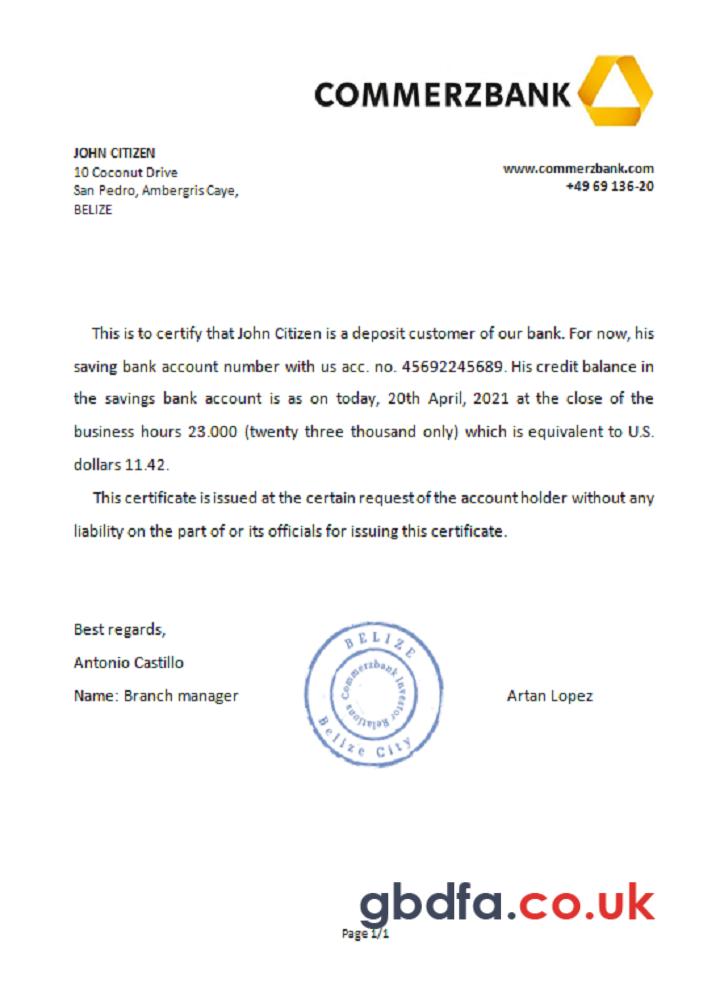 COMMERZBANK
JOHN CITIZEN
10 Coconut Drive
San Pedro, Ambergris Caye,
BELIZE
www.commerzbank.com
+49 69 136-20
This is to certify that John Citizen is a deposit customer of our bank. For now, his
saving bank account number with us acc. no. 45692245689. His credit balance in
the savings bank account is as on today, 20th April, 2021 at the close of the
business hours 23.000 (twenty three thousand only) which is equivalent to U.S.
dollars 11.42.
This certificate is issued at the certain request of the account holder without any
liability on the part of or its officials for issuing this certificate.
Best regards,
Antonio Castillo
Name: Branch manager
BELIZE
Commerzbank Investor Relations
Belize City
Artan Lopez
gbdfa.co.uk
Page 1/1